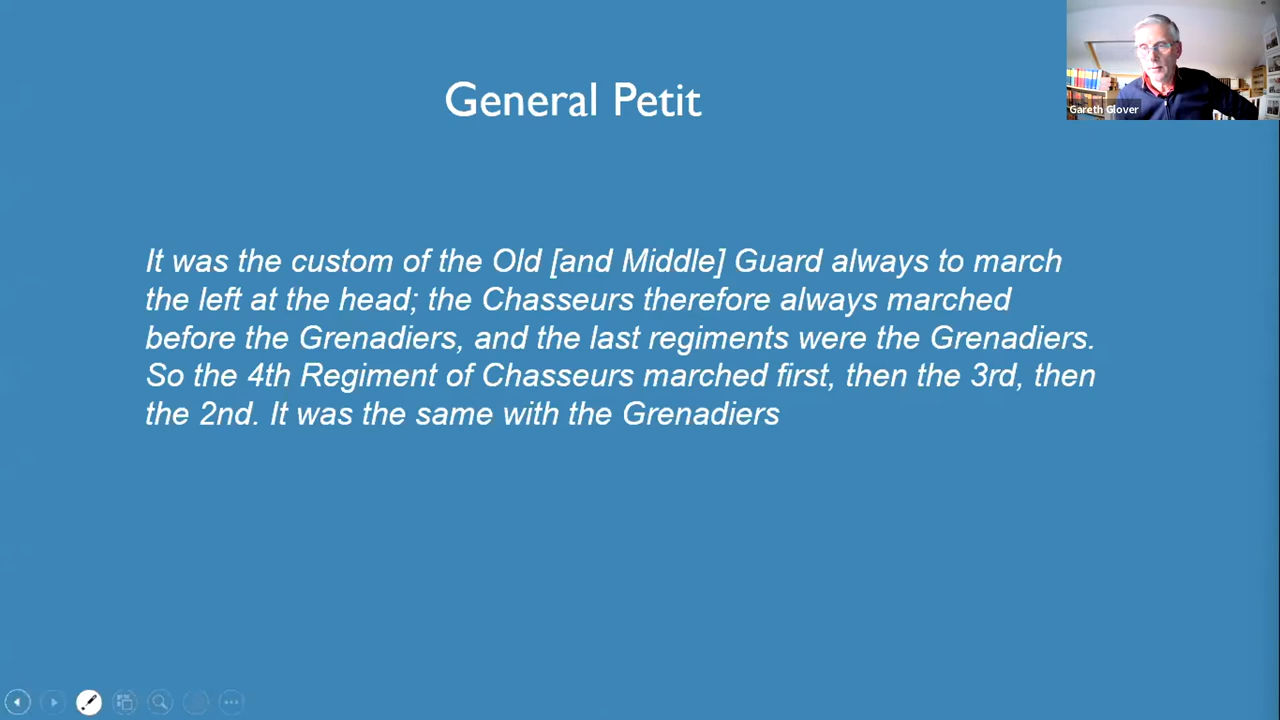 General Petit
Gareth Glover
It was the custom of the Old [and Middle] Guard always to march
the left at the head; the Chasseurs therefore always marched
before the Grenadiers, and the last regiments were the Grenadiers.
So the 4th Regiment of Chasseurs marched first, then the 3rd, then
the 2nd. It was the same with the Grenadiers